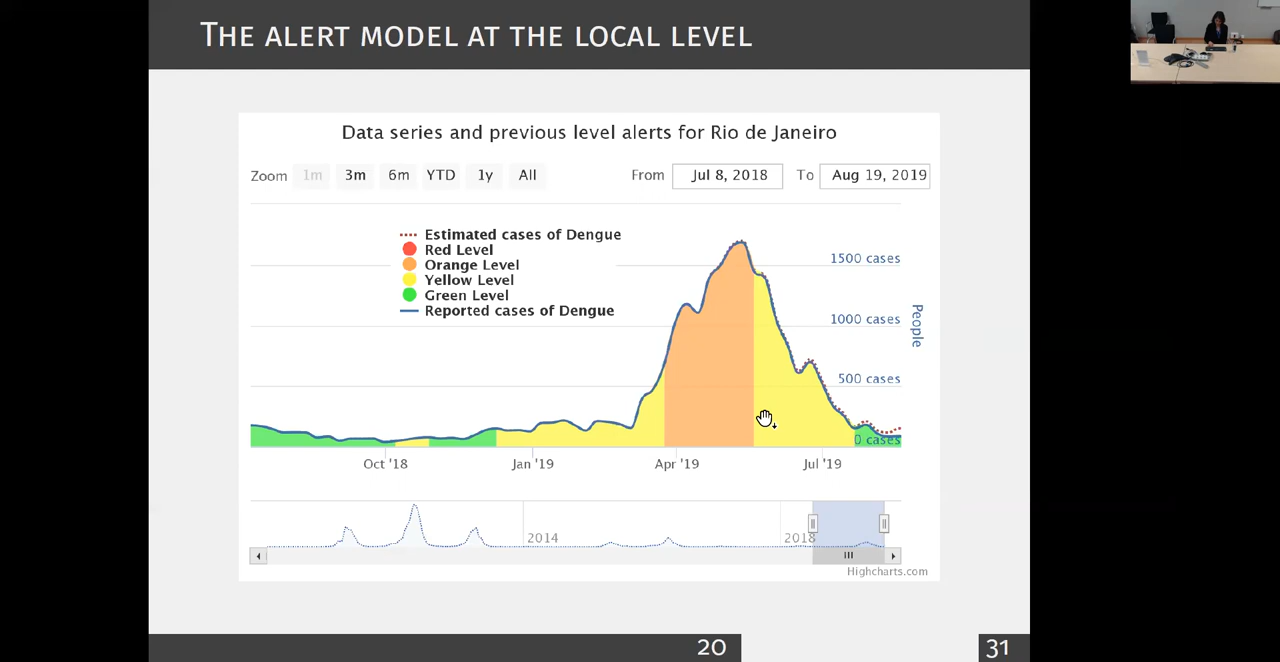 THE ALERT MODEL AT THE LOCAL LEVEL
Data series and previous level alerts for Rio de Janeiro
Zoom 1m 3m 6m YTD 1y All From Jul 8, 2018 To Aug 19, 2019
Estimated cases of Dengue
Red Level
Orange Level
Yellow Level
Green Level
Reported cases of Dengue
1500 cases
1000 cases
500 cases
0 cases
People
Oct '18 Jan '19 Apr '19 Jul '19
2014 2018
Highcharts.com
20 31